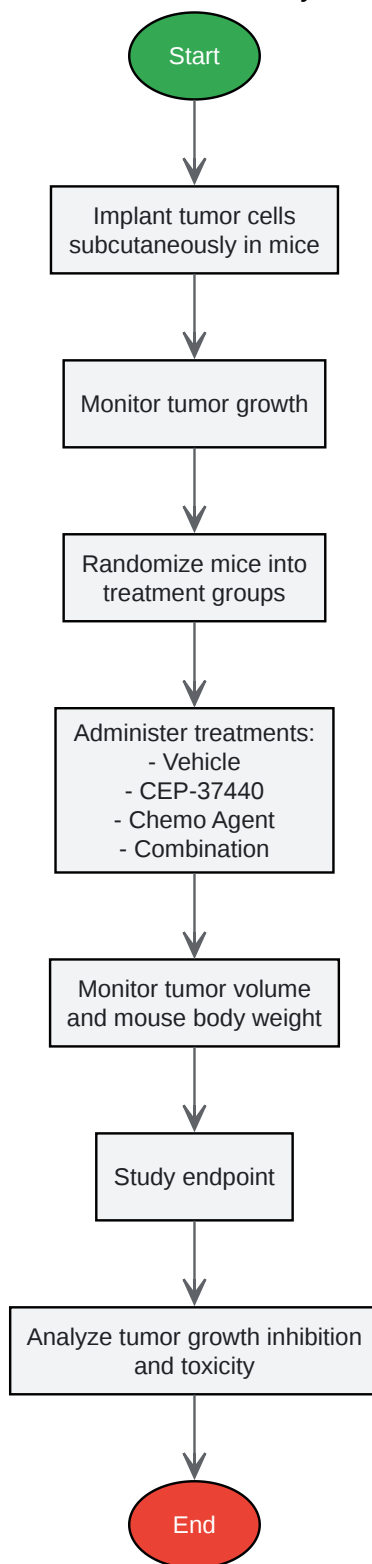 Start
Implant tumor cells
subcutaneously in mice
Monitor tumor growth
Randomize mice into
treatment groups
Administer treatments:
- Vehicle
- CEP-37440
- Chemo Agent
- Combination
Monitor tumor volume
and mouse body weight
Study endpoint
Analyze tumor growth inhibition
and toxicity
End